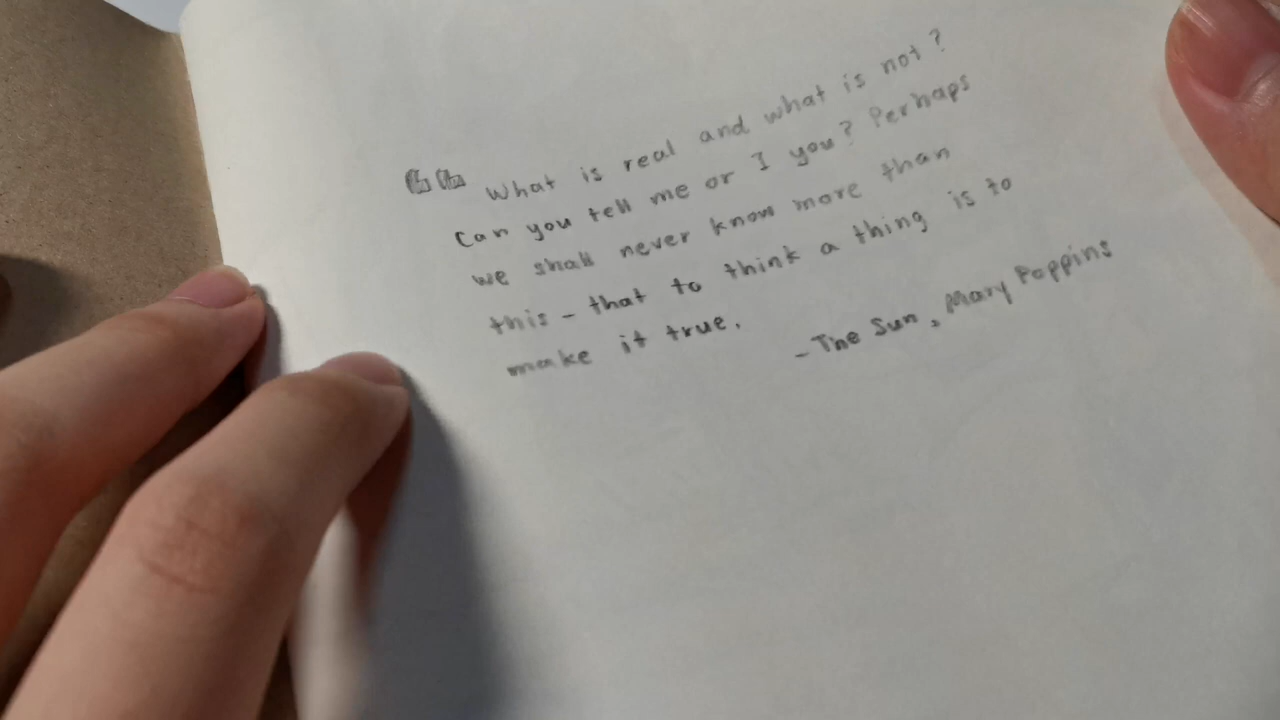 “ What is real and what is not?
Can you tell me or I you? Perhaps
we shall never know more than
this – that to think a thing is to
make it true.
– The Sun, Mary Poppins